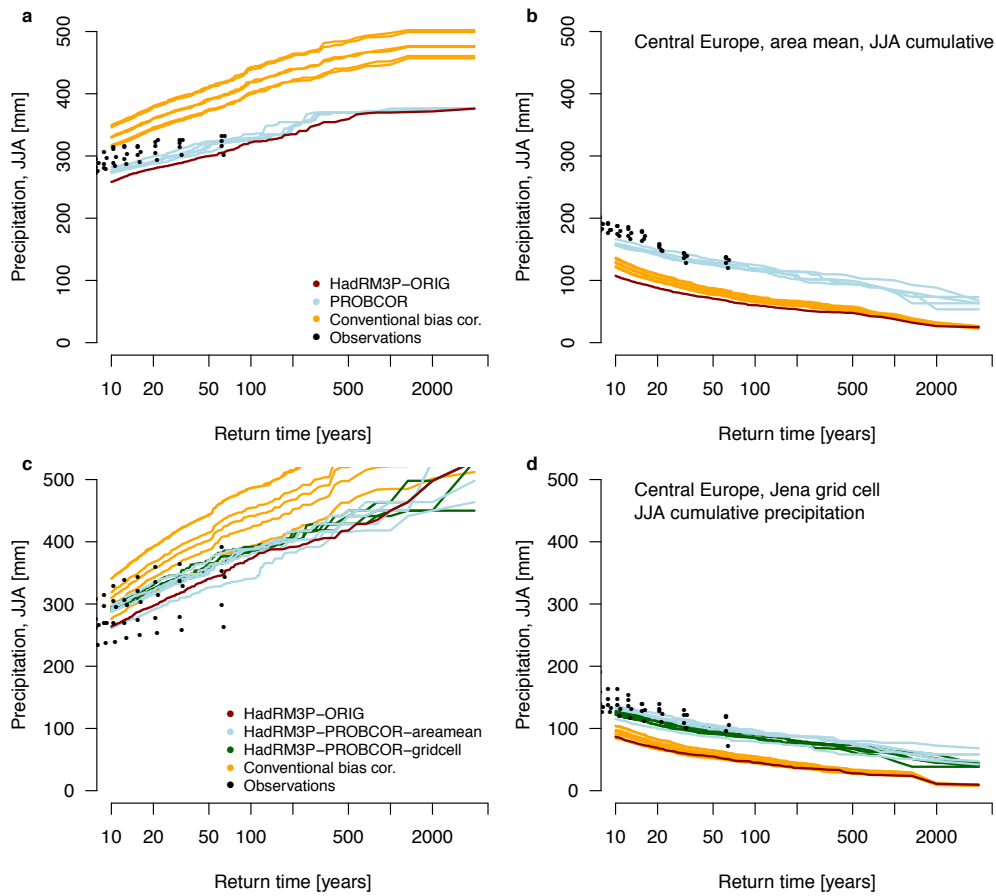 a
Precipitation, JJA [mm]
500
400
300
200
100
0
HadRM3P−ORIG
PROBCOR
Conventional bias cor.
Observations
10 20 50 100 500 2000
Return time [years]
b
Central Europe, area mean, JJA cumulative
Precipitation, JJA [mm]
500
400
300
200
100
0
10 20 50 100 500 2000
Return time [years]
c
Precipitation, JJA [mm]
500
400
300
200
100
0
HadRM3P−ORIG
HadRM3P−PROBCOR−areamean
HadRM3P−PROBCOR−gridcell
Conventional bias cor.
Observations
10 20 50 100 500 2000
Return time [years]
d
Central Europe, Jena grid cell
JJA cumulative precipitation
Precipitation, JJA [mm]
500
400
300
200
100
0
10 20 50 100 500 2000
Return time [years]